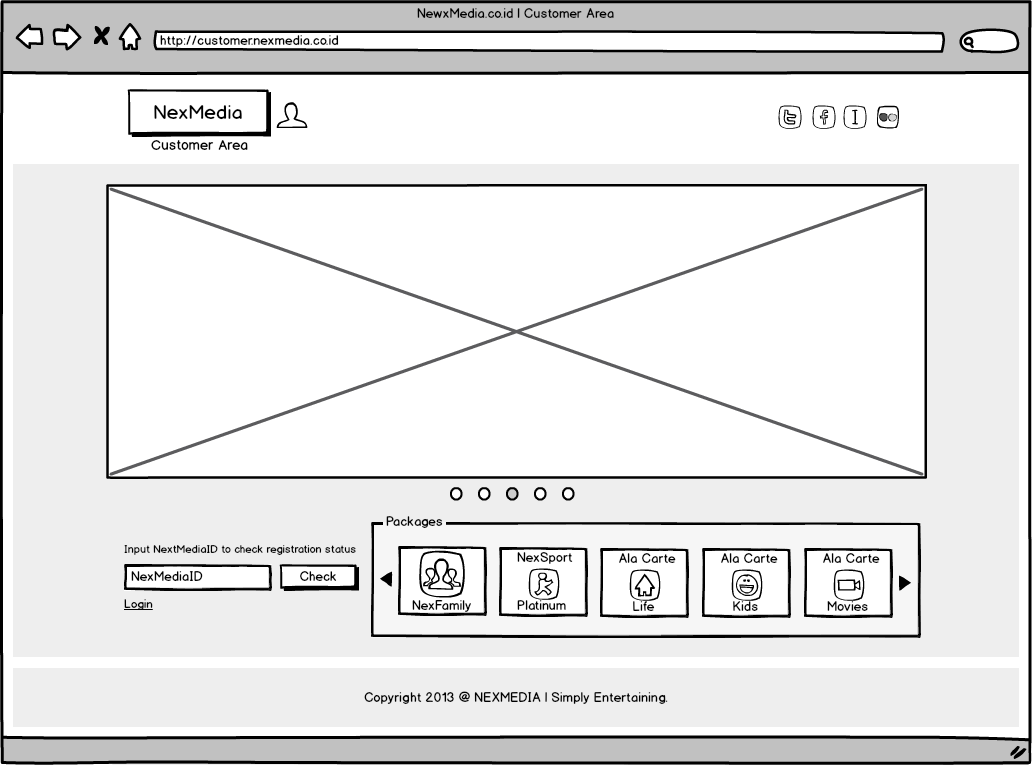 NewxMedia.co.id | Customer Area
http://customer.nexmedia.co.id
NexMedia
Customer Area
Packages
Input NextMediaID to check registration status
NexMediaID
Check
Login
NexFamily
NexSport
Platinum
Ala Carte
Life
Ala Carte
Kids
Ala Carte
Movies
Copyright 2013 @ NEXMEDIA | Simply Entertaining.